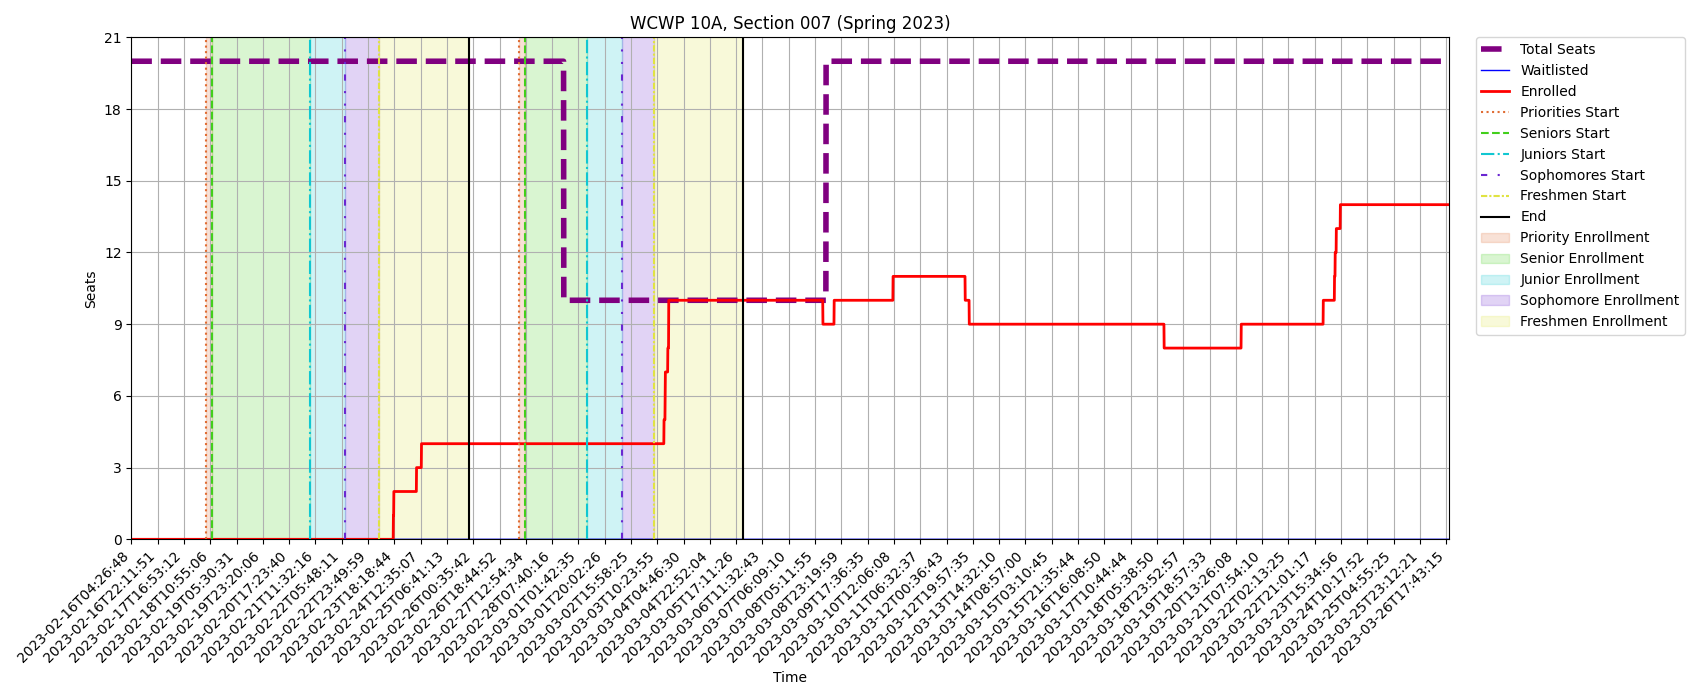 WCWP 10A, Section 007 (Spring 2023)
Seats
21
18
15
12
9
6
3
0
2023-02-16T04:26:48
2023-02-16T22:11:51
2023-02-17T16:53:12
2023-02-18T10:55:06
2023-02-19T05:30:31
2023-02-19T23:20:06
2023-02-20T17:23:40
2023-02-21T11:32:16
2023-02-22T05:48:11
2023-02-22T23:49:59
2023-02-23T18:18:44
2023-02-24T12:35:07
2023-02-25T06:41:13
2023-02-26T00:35:42
2023-02-26T18:44:52
2023-02-27T12:54:34
2023-02-28T07:40:16
2023-03-01T01:42:35
2023-03-01T20:02:26
2023-03-02T15:58:25
2023-03-03T10:23:55
2023-03-04T04:46:30
2023-03-04T22:52:04
2023-03-05T17:11:26
2023-03-06T11:32:43
2023-03-07T06:09:10
2023-03-08T05:11:55
2023-03-08T23:19:59
2023-03-09T17:36:35
2023-03-10T12:06:08
2023-03-11T06:32:37
2023-03-12T00:36:43
2023-03-12T19:57:35
2023-03-13T14:32:10
2023-03-14T08:57:00
2023-03-15T03:10:45
2023-03-15T21:35:44
2023-03-16T16:08:50
2023-03-17T10:44:44
2023-03-18T05:38:50
2023-03-18T23:52:57
2023-03-19T18:57:33
2023-03-20T13:26:08
2023-03-21T07:54:10
2023-03-22T02:13:25
2023-03-22T21:01:17
2023-03-23T15:34:56
2023-03-24T10:17:52
2023-03-25T04:55:25
2023-03-25T23:12:21
2023-03-26T17:43:15
Time
Total Seats
Waitlisted
Enrolled
Priorities Start
Seniors Start
Juniors Start
Sophomores Start
Freshmen Start
End
Priority Enrollment
Senior Enrollment
Junior Enrollment
Sophomore Enrollment
Freshmen Enrollment